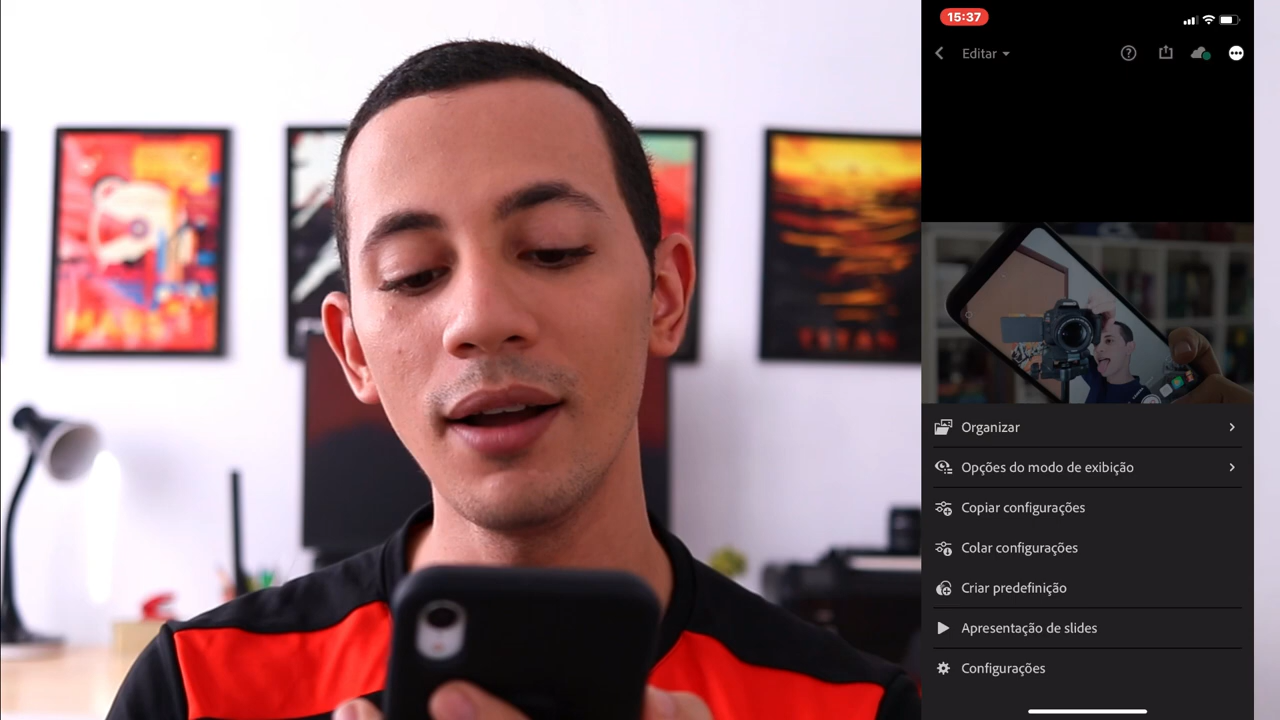 15:37
Editar
Organizar
Opções do modo de exibição
Copiar configurações
Colar configurações
Criar predefinição
Apresentação de slides
Configurações
TITAN